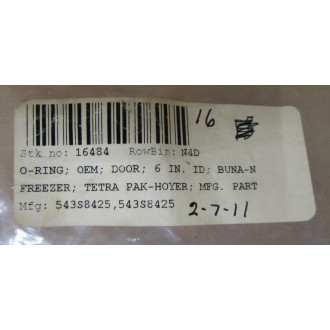 16
Stk no: 16484 RowBin: N4D
O-RING; OEM; DOOR; 6 IN. ID; BUNA-N
FREEZER; TETRA PAK-HOYER; MFG. PART
Mfg: 543S8425,543S8425
2-7-11